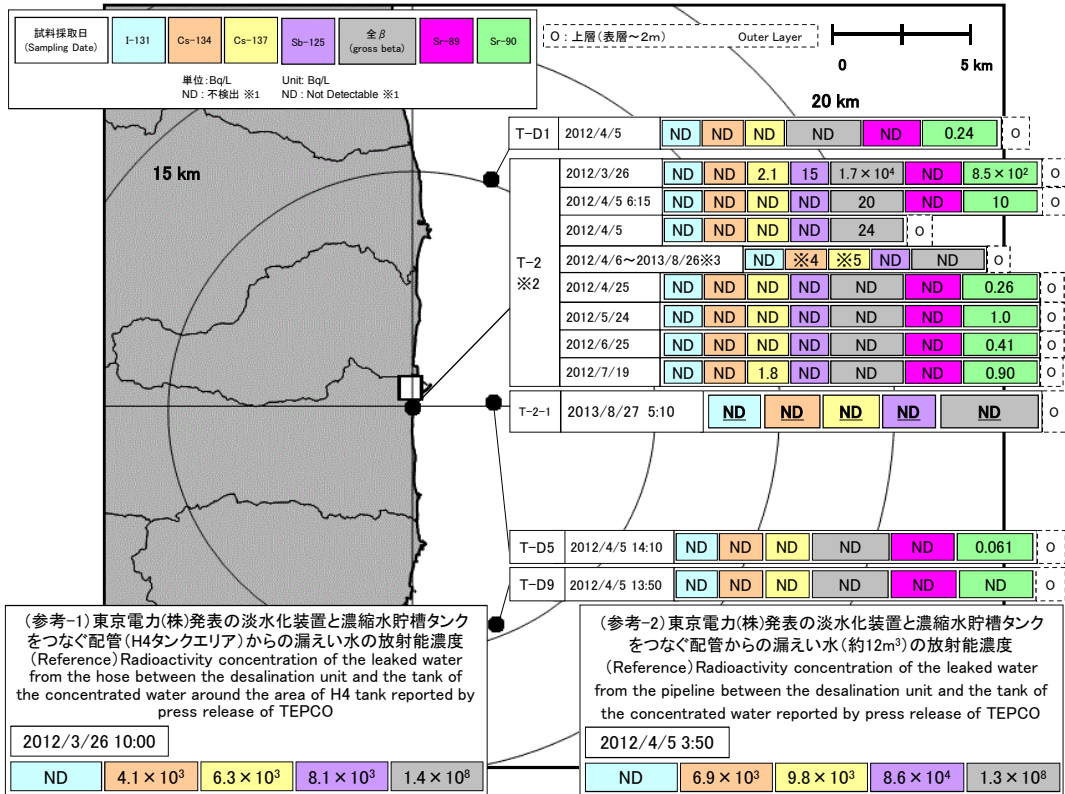 試料採取日
(Sampling Date)
I-131
Cs-134
Cs-137
Sb-125
全β
(gross beta)
Sr-89
Sr-90
単位:Bq/L
Unit: Bq/L
ND : 不検出 ※1
ND : Not Detectable ※1
O : 上層(表層～2m)
Outer Layer
0
5 km
20 km
15 km
T-D1 2012/4/5 ND ND ND ND ND 0.24 O
T-2
※2
2012/3/26 ND ND 2.1 15 1.7×10⁴ ND 8.5×10² O
2012/4/5 6:15 ND ND ND ND 20 ND 10 O
2012/4/5 ND ND ND ND 24 O
2012/4/6～2013/8/26※3 ND ※4 ※5 ND ND O
2012/4/25 ND ND ND ND ND ND 0.26 O
2012/5/24 ND ND ND ND ND ND 1.0 O
2012/6/25 ND ND ND ND ND ND 0.41 O
2012/7/19 ND ND 1.8 ND ND ND 0.90 O
T-2-1 2013/8/27 5:10 ND ND ND ND ND O
T-D5 2012/4/5 14:10 ND ND ND ND ND 0.061 O
T-D9 2012/4/5 13:50 ND ND ND ND ND ND O
(参考-1)東京電力(株)発表の淡水化装置と濃縮水貯槽タンク
をつなぐ配管(H4タンクエリア)からの漏えい水の放射能濃度
(Reference)Radioactivity concentration of the leaked water
from the hose between the desalination unit and the tank of
the concentrated water around the area of H4 tank reported by
press release of TEPCO
2012/3/26 10:00
ND 4.1×10³ 6.3×10³ 8.1×10³ 1.4×10⁸
(参考-2)東京電力(株)発表の淡水化装置と濃縮水貯槽タンク
をつなぐ配管からの漏えい水(約12m³)の放射能濃度
(Reference)Radioactivity concentration of the leaked water
from the pipeline between the desalination unit and the tank of
the concentrated water reported by press release of TEPCO
2012/4/5 3:50
ND 6.9×10³ 9.8×10³ 8.6×10⁴ 1.3×10⁸